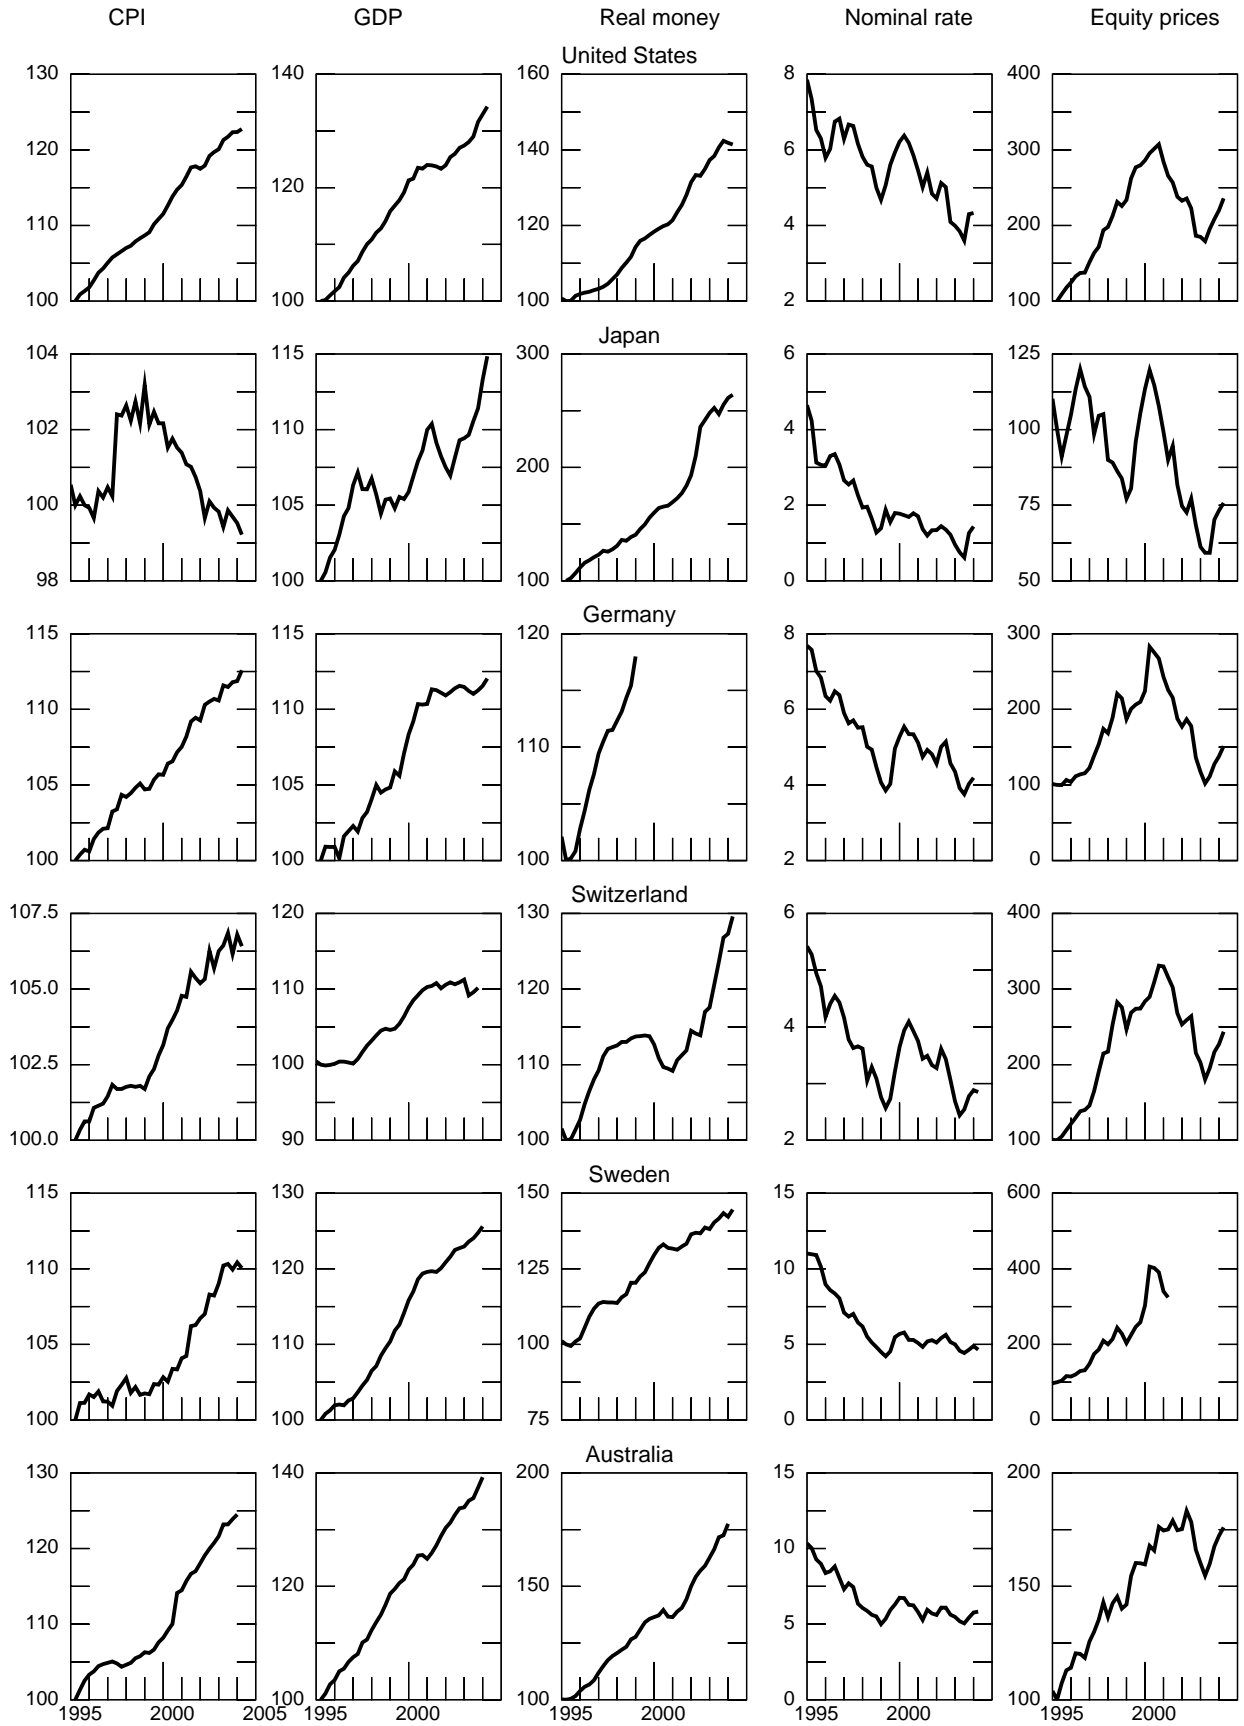 CPI GDP Real money Nominal rate Equity prices
United States
130 140 160 8 400
120 120 140 6 300
110 120 4 200
100 100 100 2 100
Japan
104 115 300 6 125
102 110 4 100
100 105 200 2 75
98 100 100 0 50
Germany
115 115 120 8 300
110 110 110 6 200
105 105 4 100
100 100 100 2 0
Switzerland
107.5 120 130 6 400
105.0 110 120 4 300
102.5 100 110 200
100.0 90 100 2 100
Sweden
115 130 150 15 600
110 120 125 10 400
105 110 100 5 200
100 100 75 0 0
Australia
130 140 200 15 200
120 120 150 10 150
110 5
100 100 100 0 100
1995 2000 2005 1995 2000 1995 2000 1995 2000 1995 2000